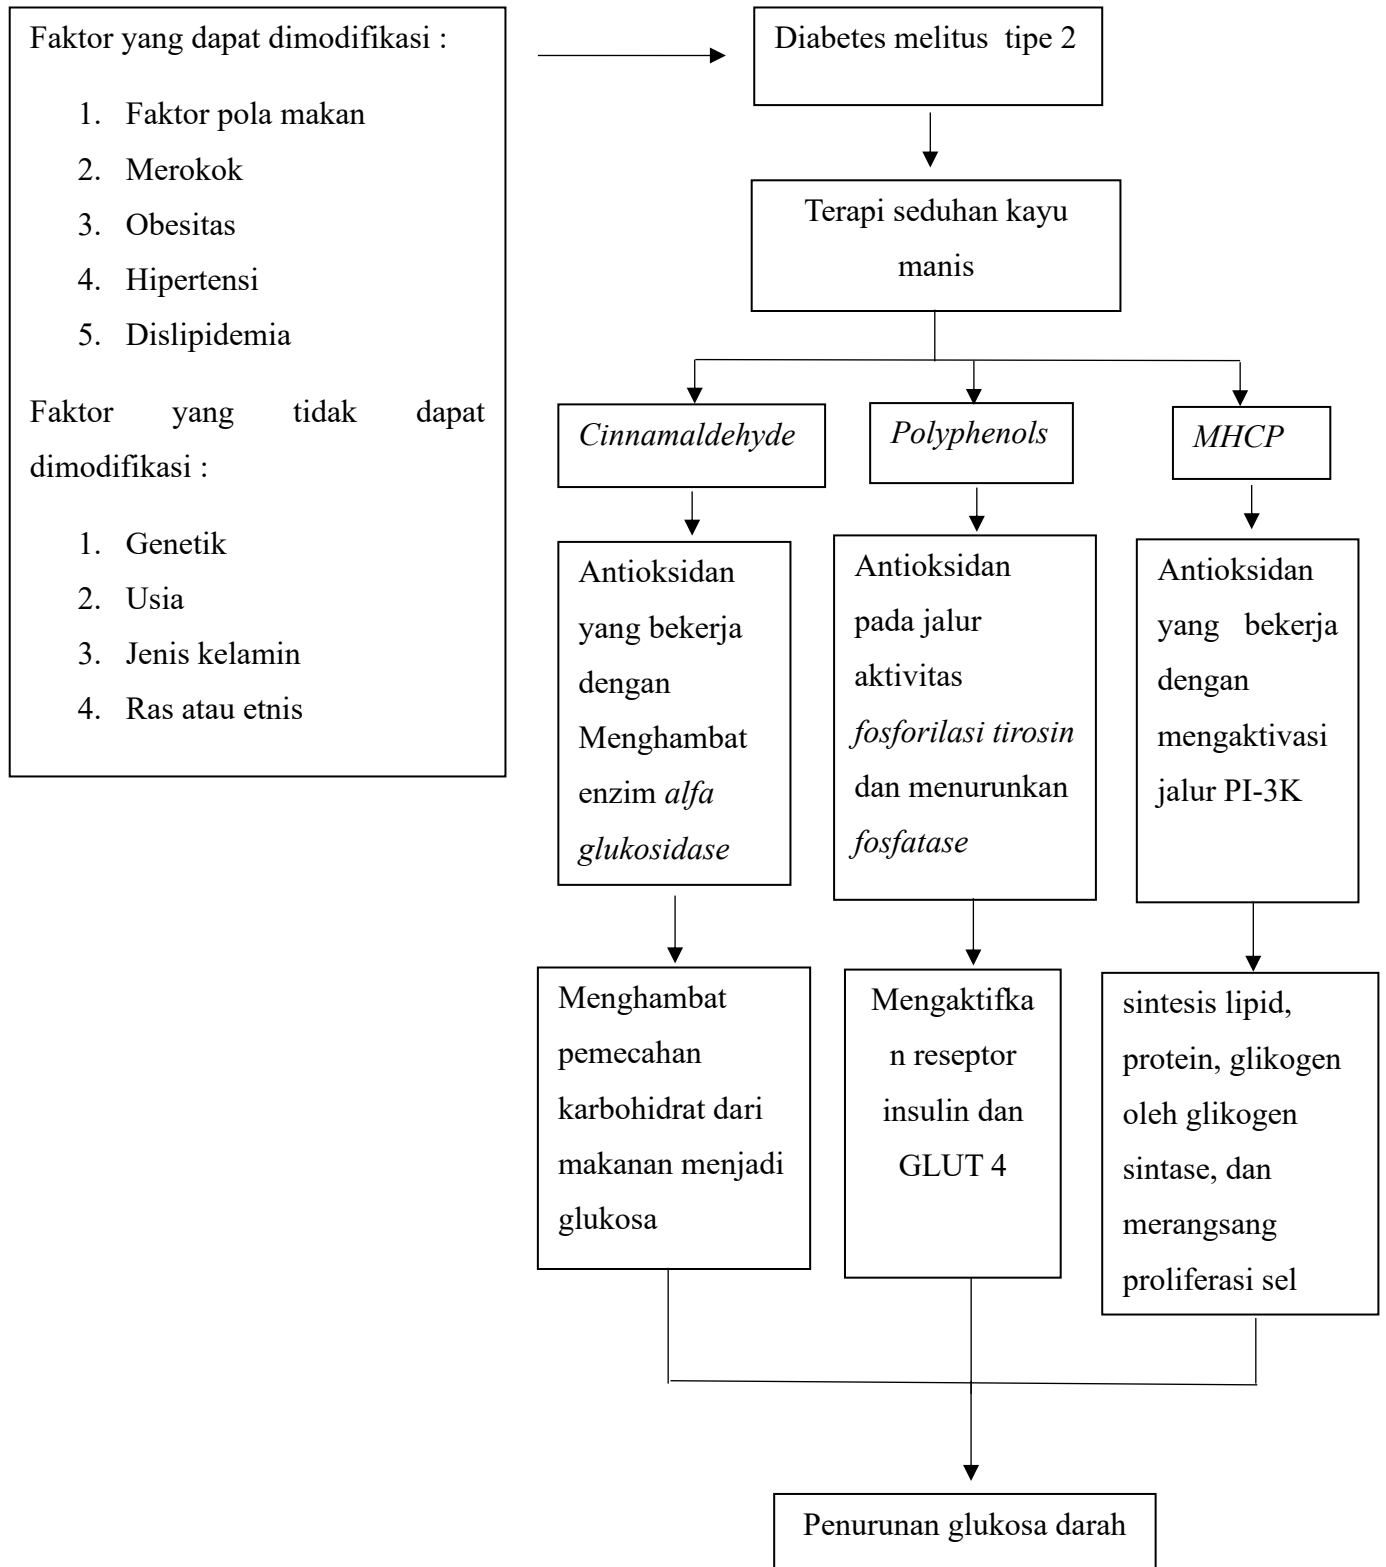 Faktor yang dapat dimodifikasi :
1. Faktor pola makan
2. Merokok
3. Obesitas
4. Hipertensi
5. Dislipidemia
Faktor yang tidak dapat
dimodifikasi :
1. Genetik
2. Usia
3. Jenis kelamin
4. Ras atau etnis
Diabetes melitus tipe 2
Terapi seduhan kayu
manis
Cinnamaldehyde
Polyphenols
MHCP
Antioksidan
yang bekerja
dengan
Menghambat
enzim alfa
glukosidase
Antioksidan
pada jalur
aktivitas
fosforilasi tirosin
dan menurunkan
fosfatase
Antioksidan
yang bekerja
dengan
mengaktivasi
jalur PI-3K
Menghambat
pemecahan
karbohidrat dari
makanan menjadi
glukosa
Mengaktifka
n reseptor
insulin dan
GLUT 4
sintesis lipid,
protein, glikogen
oleh glikogen
sintase, dan
merangsang
proliferasi sel
Penurunan glukosa darah